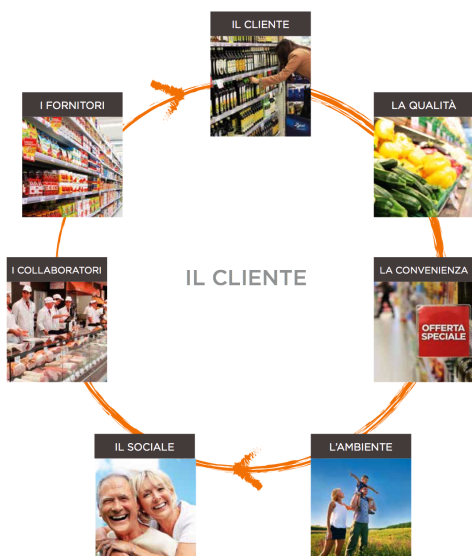 IL CLIENTE
I FORNITORI
LA QUALITÀ
I COLLABORATORI
IL CLIENTE
LA CONVENIENZA
OFFERTA
SPECIALE
IL SOCIALE
L'AMBIENTE